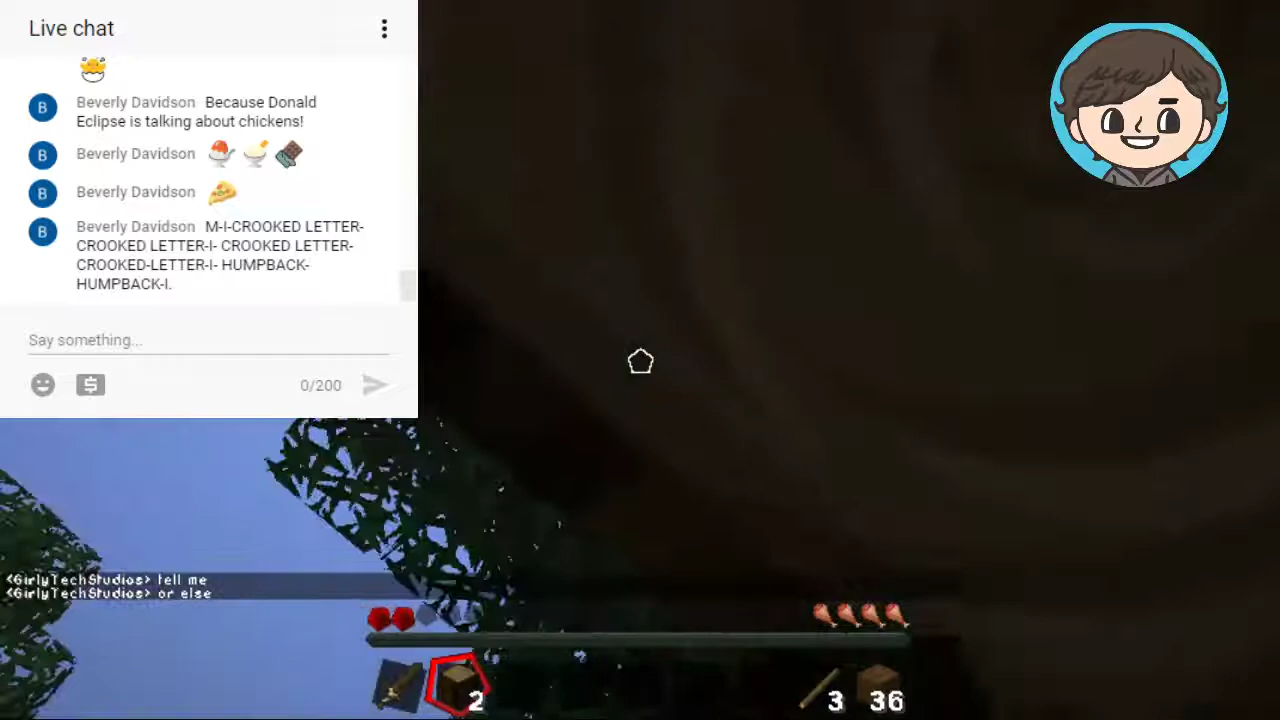 Live chat
Beverly Davidson Because Donald
Eclipse is talking about chickens!
Beverly Davidson
Beverly Davidson
Beverly Davidson M-I-CROOKED LETTER-
CROOKED LETTER-I- CROOKED LETTER-
CROOKED-LETTER-I- HUMPBACK-
HUMPBACK-I.
B
B
B
B
Say something...
0/200
<GirlyTechStudios> tell me
<GirlyTechStudios> or else
2
3
36